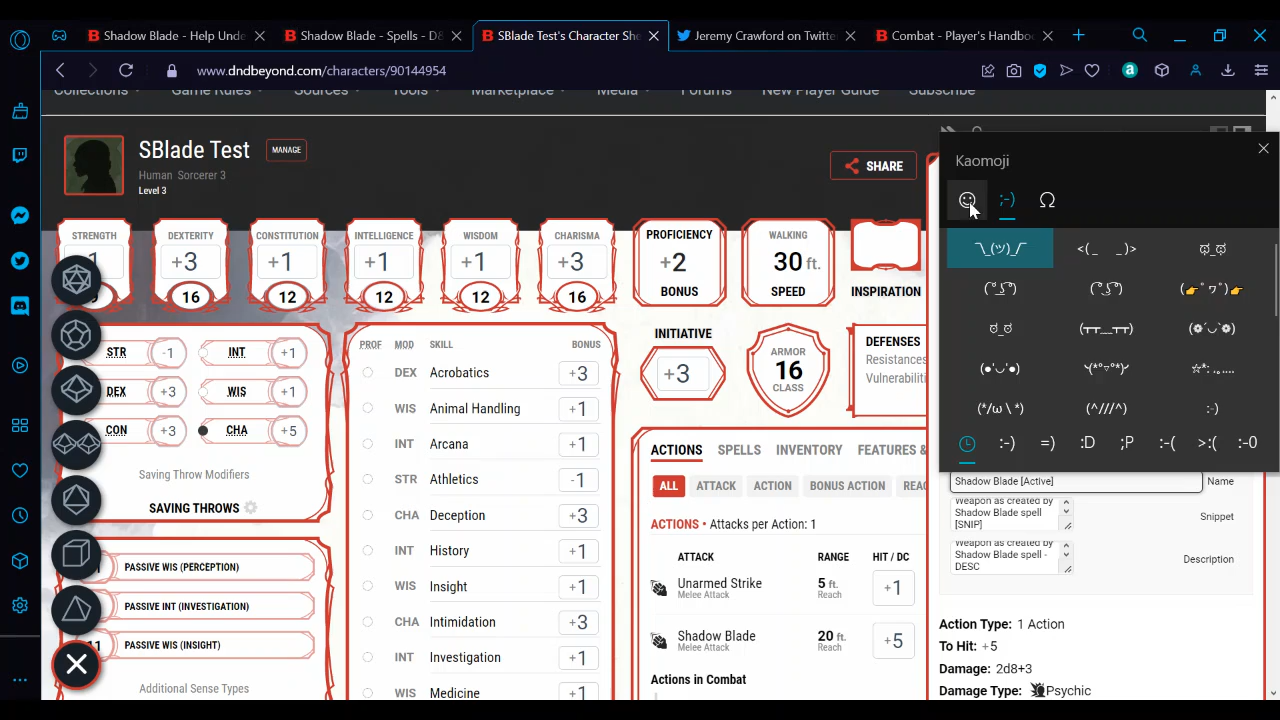 Shadow Blade - Help Unde
Shadow Blade - Spells - D&
SBlade Test's Character She
Jeremy Crawford on Twitte
Combat - Player's Handboo
www.dndbeyond.com/characters/90144954
Collections
Game Rules
Sources
Tools
Marketplace
Media
Forums
New Player Guide
Subscribe
SBlade Test
MANAGE
Human Sorcerer 3
Level 3
SHARE
STRENGTH
DEXTERITY
+3
16
CONSTITUTION
+1
12
INTELLIGENCE
+1
12
WISDOM
+1
12
CHARISMA
+3
16
PROFICIENCY
+2
BONUS
WALKING
30 ft.
SPEED
INSPIRATION
STR -1
INT +1
DEX +3
WIS +1
CON +3
CHA +5
Saving Throw Modifiers
SAVING THROWS
PASSIVE WIS (PERCEPTION)
PASSIVE INT (INVESTIGATION)
PASSIVE WIS (INSIGHT)
Additional Sense Types
PROF MOD SKILL BONUS
DEX Acrobatics +3
WIS Animal Handling +1
INT Arcana +1
STR Athletics -1
CHA Deception +3
INT History +1
WIS Insight +1
CHA Intimidation +3
INT Investigation +1
WIS Medicine +1
INITIATIVE
+3
ARMOR
16
CLASS
DEFENSES
Resistances
Vulnerabiliti
ACTIONS SPELLS INVENTORY FEATURES &
ALL ATTACK ACTION BONUS ACTION REAC
ACTIONS • Attacks per Action: 1
ATTACK RANGE HIT / DC
Unarmed Strike 5 ft. +1
Melee Attack Reach
Shadow Blade 20 ft. +5
Melee Attack Reach
Actions in Combat
Kaomoji
;-) Ω
¯\_(ツ)_/¯ <(_ _)> ಠ_ಠ
(͡° ͜ʖ ͡°) (👉ﾟヮﾟ)👉
(┬┬﹏┬┬) (❁´◡`❁)
(●'◡'●) ╰(*°▽°*)╯ ☆*: .｡....
(*/ω\*) (^///^) :-)
:-) =) :D ;P :-( >:( :-0
Shadow Blade [Active] Name
Weapon as created by
Shadow Blade spell
[SNIP]
Snippet
Weapon as created by
Shadow Blade spell -
DESC
Description
Action Type: 1 Action
To Hit: +5
Damage: 2d8+3
Damage Type: Psychic